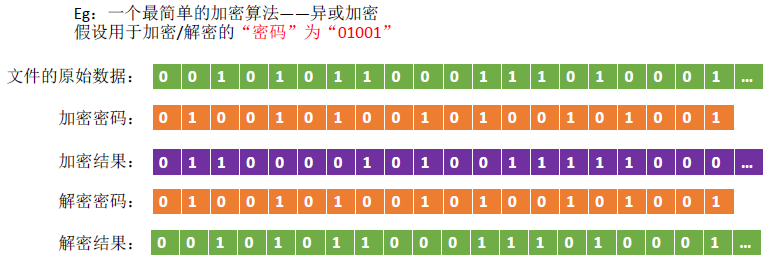 Eg：一个最简单的加密算法——异或加密
假设用于加密/解密的“密码”为“01001”
文件的原始数据： 0 0 1 0 1 0 1 1 0 0 0 1 1 1 0 1 0 0 0 1 ...
加密密码： 0 1 0 0 1 0 1 0 0 1 0 1 0 0 1 0 1 0 0 1
加密结果： 0 1 1 0 0 0 0 1 0 1 0 0 1 1 1 1 1 0 0 0 ...
解密密码： 0 1 0 0 1 0 1 0 0 1 0 1 0 0 1 0 1 0 0 1
解密结果： 0 0 1 0 1 0 1 1 0 0 0 1 1 1 0 1 0 0 0 1 ...